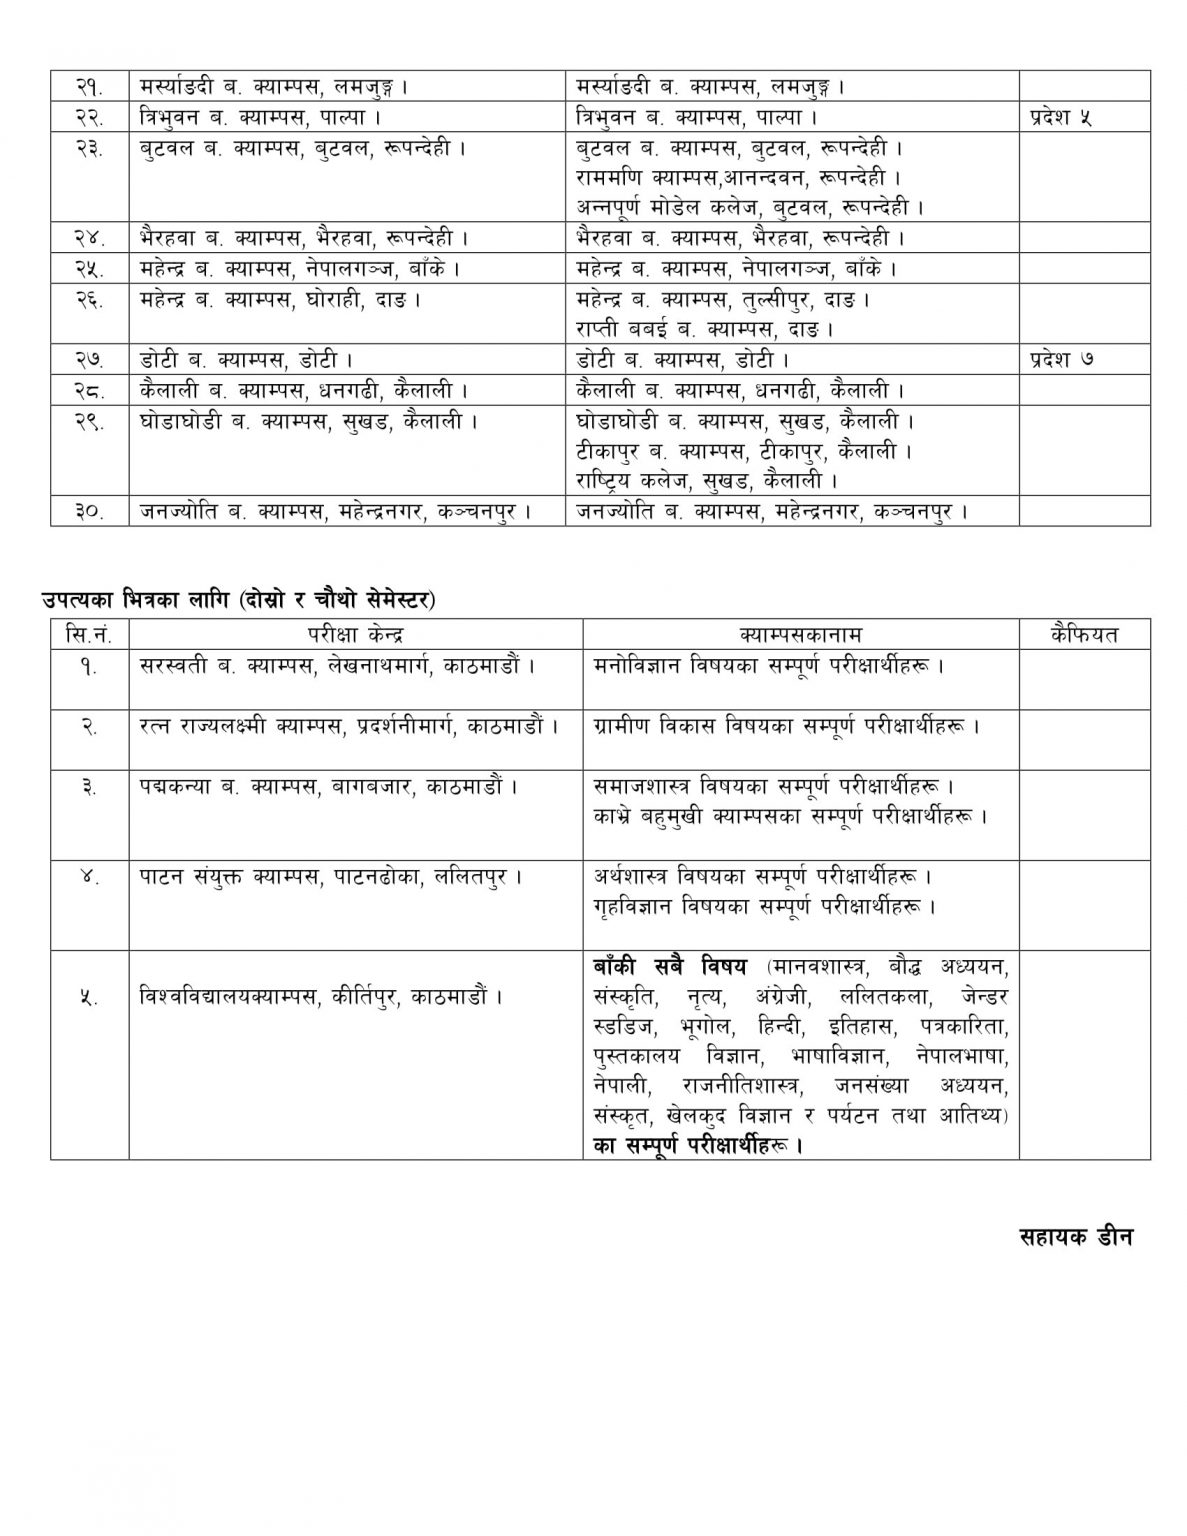 २१. मर्स्याङदी ब. क्याम्पस, लमजुङ्ग । मर्स्याङदी ब. क्याम्पस, लमजुङ्ग ।
२२. त्रिभुवन ब. क्याम्पस, पाल्पा । त्रिभुवन ब. क्याम्पस, पाल्पा । प्रदेश ५
२३. बुटवल ब. क्याम्पस, बुटवल, रूपन्देही । बुटवल ब. क्याम्पस, बुटवल, रूपन्देही ।
राममणि क्याम्पस,आनन्दवन, रूपन्देही ।
अन्नपूर्ण मोडेल कलेज, बुटवल, रूपन्देही ।
२४. भैरहवा ब. क्याम्पस, भैरहवा, रूपन्देही । भैरहवा ब. क्याम्पस, भैरहवा, रूपन्देही ।
२५. महेन्द्र ब. क्याम्पस, नेपालगञ्ज, बाँके । महेन्द्र ब. क्याम्पस, नेपालगञ्ज, बाँके ।
२६. महेन्द्र ब. क्याम्पस, घोराही, दाङ । महेन्द्र ब. क्याम्पस, तुल्सीपुर, दाङ ।
राप्ती बबई ब. क्याम्पस, दाङ ।
२७. डोटी ब. क्याम्पस, डोटी । डोटी ब. क्याम्पस, डोटी । प्रदेश ७
२८. कैलाली ब. क्याम्पस, धनगढी, कैलाली । कैलाली ब. क्याम्पस, धनगढी, कैलाली ।
२९. घोडाघोडी ब. क्याम्पस, सुखड, कैलाली । घोडाघोडी ब. क्याम्पस, सुखड, कैलाली ।
टीकापुर ब. क्याम्पस, टीकापुर, कैलाली ।
राष्ट्रिय कलेज, सुखड, कैलाली ।
३०. जनज्योति ब. क्याम्पस, महेन्द्रनगर, कञ्चनपुर । जनज्योति ब. क्याम्पस, महेन्द्रनगर, कञ्चनपुर ।
उपत्यका भित्रका लागि (दोस्रो र चौथो सेमेस्टर)
सि.नं. परीक्षा केन्द्र क्याम्पसकानाम कैफियत
१. सरस्वती ब. क्याम्पस, लेखनाथमार्ग, काठमाडौं । मनोविज्ञान विषयका सम्पूर्ण परीक्षार्थीहरू ।
२. रत्न राज्यलक्ष्मी क्याम्पस, प्रदर्शनीमार्ग, काठमाडौं । ग्रामीण विकास विषयका सम्पूर्ण परीक्षार्थीहरू ।
३. पद्मकन्या ब. क्याम्पस, बागबजार, काठमाडौं । समाजशास्त्र विषयका सम्पूर्ण परीक्षार्थीहरू ।
काभ्रे बहुमुखी क्याम्पसका सम्पूर्ण परीक्षार्थीहरू ।
४. पाटन संयुक्त क्याम्पस, पाटनढोका, ललितपुर । अर्थशास्त्र विषयका सम्पूर्ण परीक्षार्थीहरू ।
गृहविज्ञान विषयका सम्पूर्ण परीक्षार्थीहरू ।
बाँकी सबै विषय (मानवशास्त्र, बौद्ध अध्ययन,
५. विश्वविद्यालयक्याम्पस, कीर्तिपुर, काठमाडौं । संस्कृति, नृत्य, अंग्रेजी, ललितकला, जेन्डर
स्डडिज, भूगोल, हिन्दी, इतिहास, पत्रकारिता,
पुस्तकालय विज्ञान, भाषाविज्ञान, नेपालभाषा,
नेपाली, राजनीतिशास्त्र, जनसंख्या अध्ययन,
संस्कृत, खेलकुद विज्ञान र पर्यटन तथा आतिथ्य)
का सम्पूर्ण परीक्षार्थीहरू ।
सहायक डीन